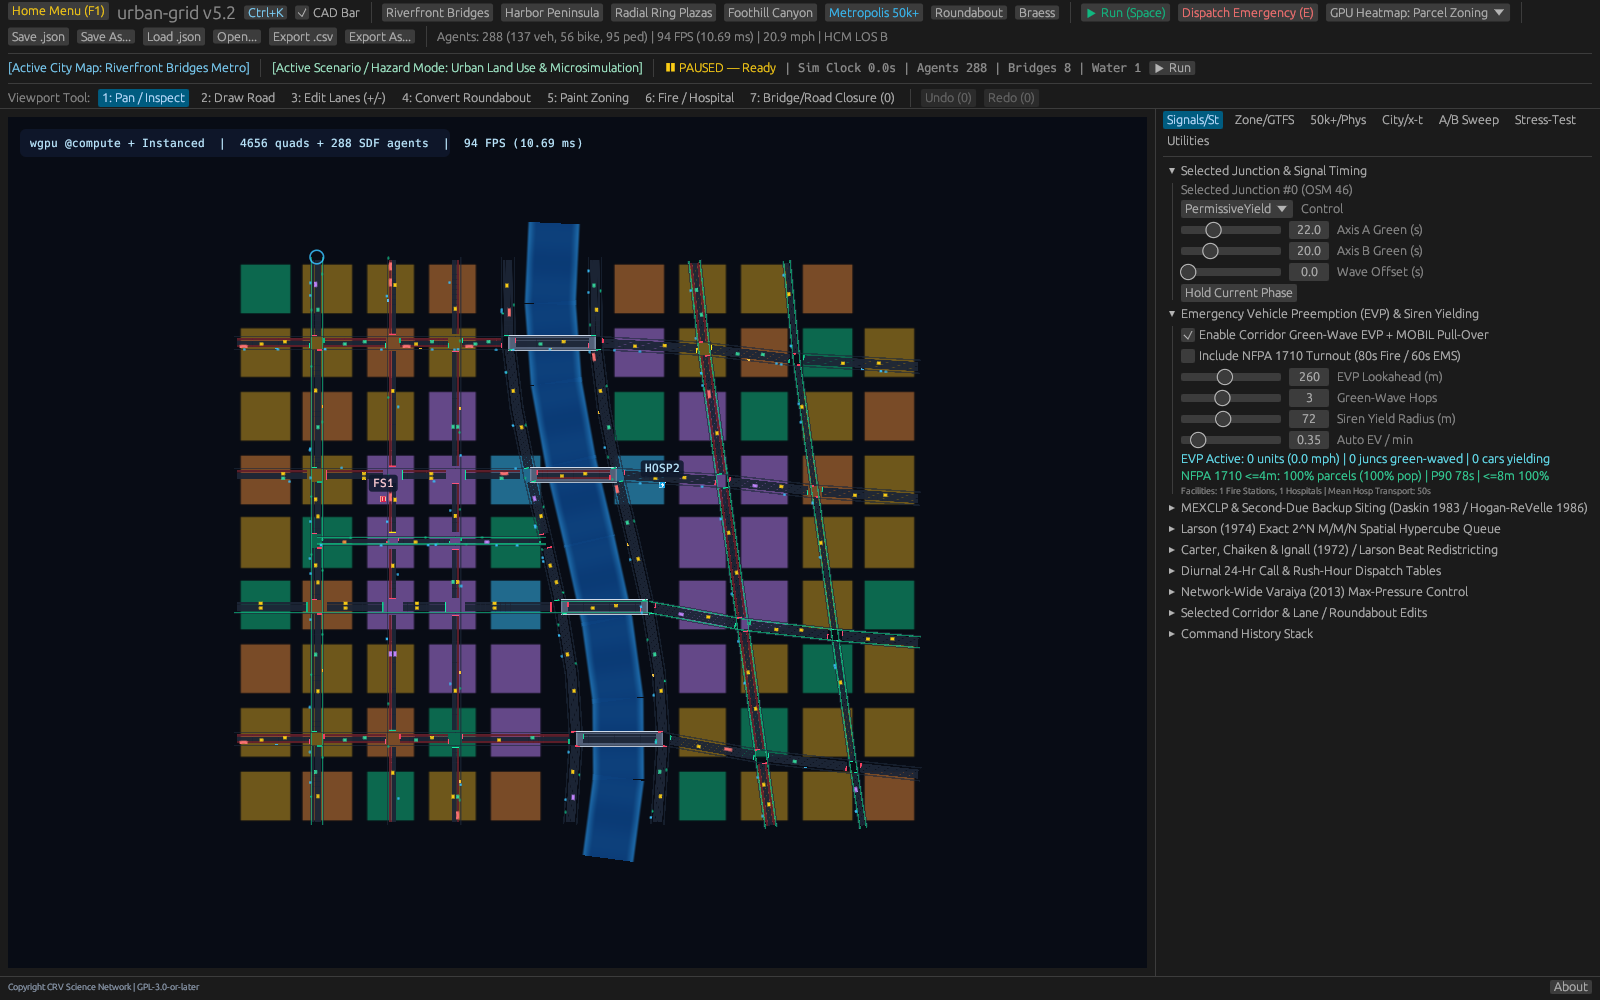 Home Menu (F1) urban-grid v5.2 Ctrl+K CAD Bar Riverfront Bridges Harbor Peninsula Radial Ring Plazas Foothill Canyon Metropolis 50k+ Roundabout Braess ▶ Run (Space) Dispatch Emergency (E) GPU Heatmap: Parcel Zoning
Save .json Save As... Load .json Open... Export .csv Export As... Agents: 288 (137 veh, 56 bike, 95 ped) | 94 FPS (10.69 ms) | 20.9 mph | HCM LOS B
[Active City Map: Riverfront Bridges Metro] [Active Scenario / Hazard Mode: Urban Land Use & Microsimulation] PAUSED — Ready | Sim Clock 0.0s | Agents 288 | Bridges 8 | Water 1 ▶ Run
Viewport Tool: 1: Pan / Inspect 2: Draw Road 3: Edit Lanes (+/-) 4: Convert Roundabout 5: Paint Zoning 6: Fire / Hospital 7: Bridge/Road Closure (0) Undo (0) Redo (0)
wgpu @compute + Instanced | 4656 quads + 288 SDF agents | 94 FPS (10.69 ms)
HOSP2
FS1
Signals/St Zone/GTFS 50k+/Phys City/x-t A/B Sweep Stress-Test
Utilities
Selected Junction & Signal Timing
Selected Junction #0 (OSM 46)
PermissiveYield Control
22.0 Axis A Green (s)
20.0 Axis B Green (s)
0.0 Wave Offset (s)
Hold Current Phase
Emergency Vehicle Preemption (EVP) & Siren Yielding
Enable Corridor Green-Wave EVP + MOBIL Pull-Over
Include NFPA 1710 Turnout (80s Fire / 60s EMS)
260 EVP Lookahead (m)
3 Green-Wave Hops
72 Siren Yield Radius (m)
0.35 Auto EV / min
EVP Active: 0 units (0.0 mph) | 0 juncs green-waved | 0 cars yielding
NFPA 1710 <=4m: 100% parcels (100% pop) | P90 78s | <=8m 100%
Facilities: 1 Fire Stations, 1 Hospitals | Mean Hosp Transport: 50s
MEXCLP & Second-Due Backup Siting (Daskin 1983 / Hogan-ReVelle 1986)
Larson (1974) Exact 2^N M/M/N Spatial Hypercube Queue
Carter, Chaiken & Ignall (1972) / Larson Beat Redistricting
Diurnal 24-Hr Call & Rush-Hour Dispatch Tables
Network-Wide Varaiya (2013) Max-Pressure Control
Selected Corridor & Lane / Roundabout Edits
Command History Stack
Copyright CRV Science Network | GPL-3.0-or-later
About